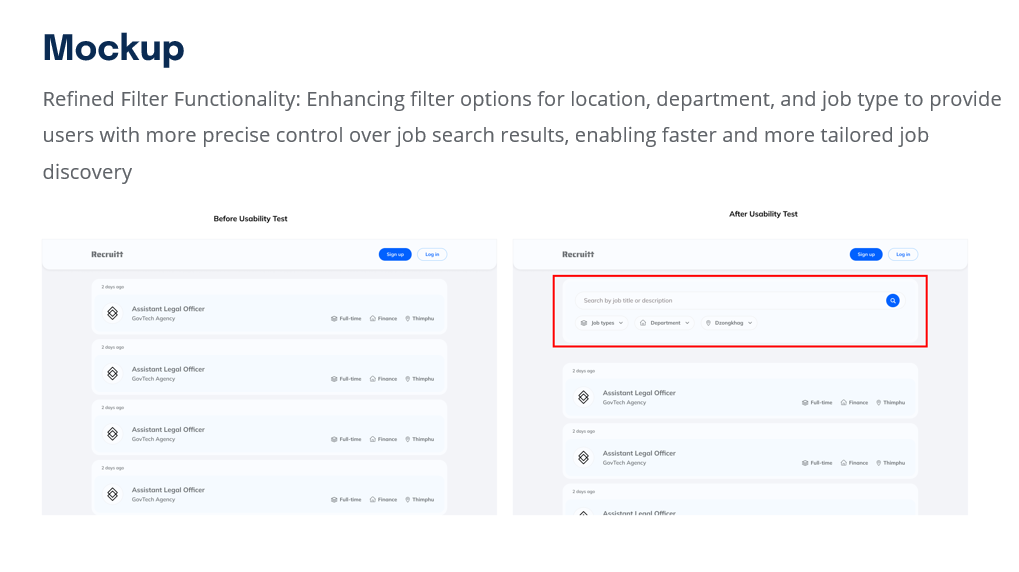 Mockup
Refined Filter Functionality: Enhancing filter options for location, department, and job type to provide
users with more precise control over job search results, enabling faster and more tailored job
discovery
Before Usability Test
Recruitt
Sign up
Log in
2 days ago
Assistant Legal Officer
GovTech Agency
Full-time
Finance
Thimphu
2 days ago
Assistant Legal Officer
GovTech Agency
Full-time
Finance
Thimphu
2 days ago
Assistant Legal Officer
GovTech Agency
Full-time
Finance
Thimphu
2 days ago
Assistant Legal Officer
GovTech Agency
Full-time
Finance
Thimphu
After Usability Test
Recruitt
Sign up
Log in
Search by job title or description
Job types
Department
Dzongkhag
2 days ago
Assistant Legal Officer
GovTech Agency
Full-time
Finance
Thimphu
2 days ago
Assistant Legal Officer
GovTech Agency
Full-time
Finance
Thimphu
2 days ago
Assistant Legal Officer